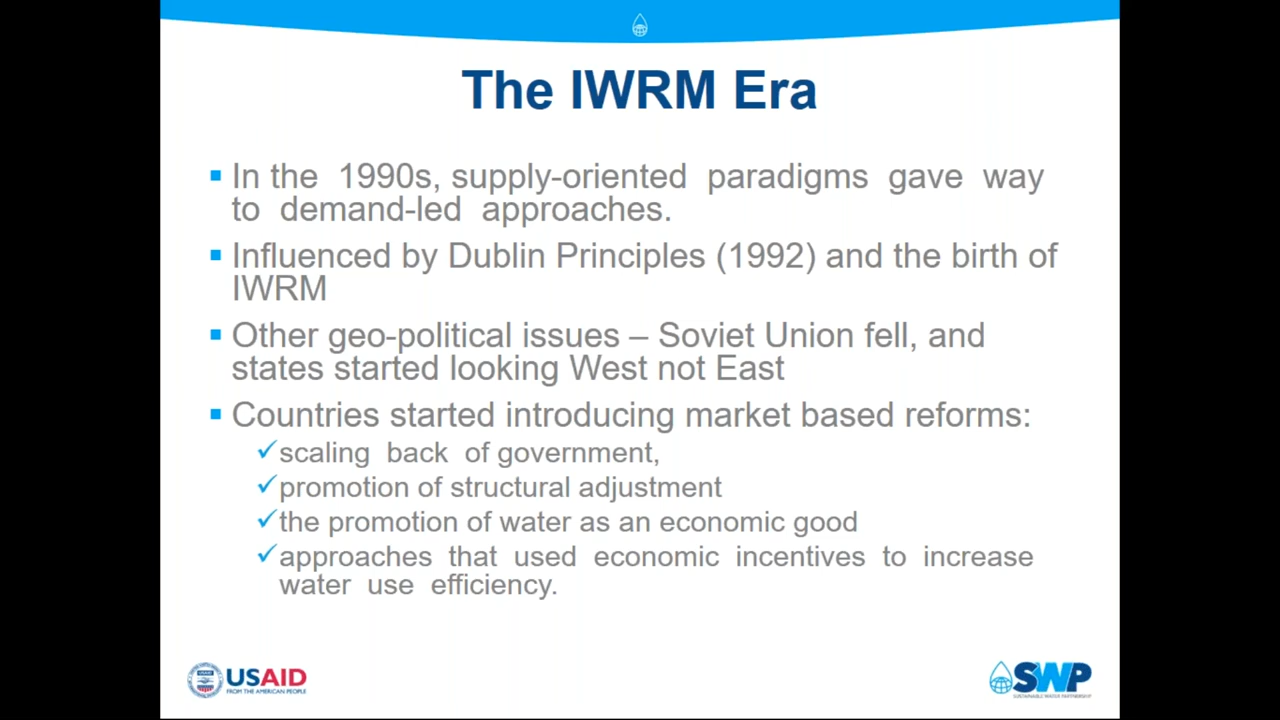 The IWRM Era
In the 1990s, supply-oriented paradigms gave way
to demand-led approaches.
Influenced by Dublin Principles (1992) and the birth of
IWRM
Other geo-political issues – Soviet Union fell, and
states started looking West not East
Countries started introducing market based reforms:
scaling back of government,
promotion of structural adjustment
the promotion of water as an economic good
approaches that used economic incentives to increase
water use efficiency.
USAID
FROM THE AMERICAN PEOPLE
SWP
SUSTAINABLE WATER PARTNERSHIP